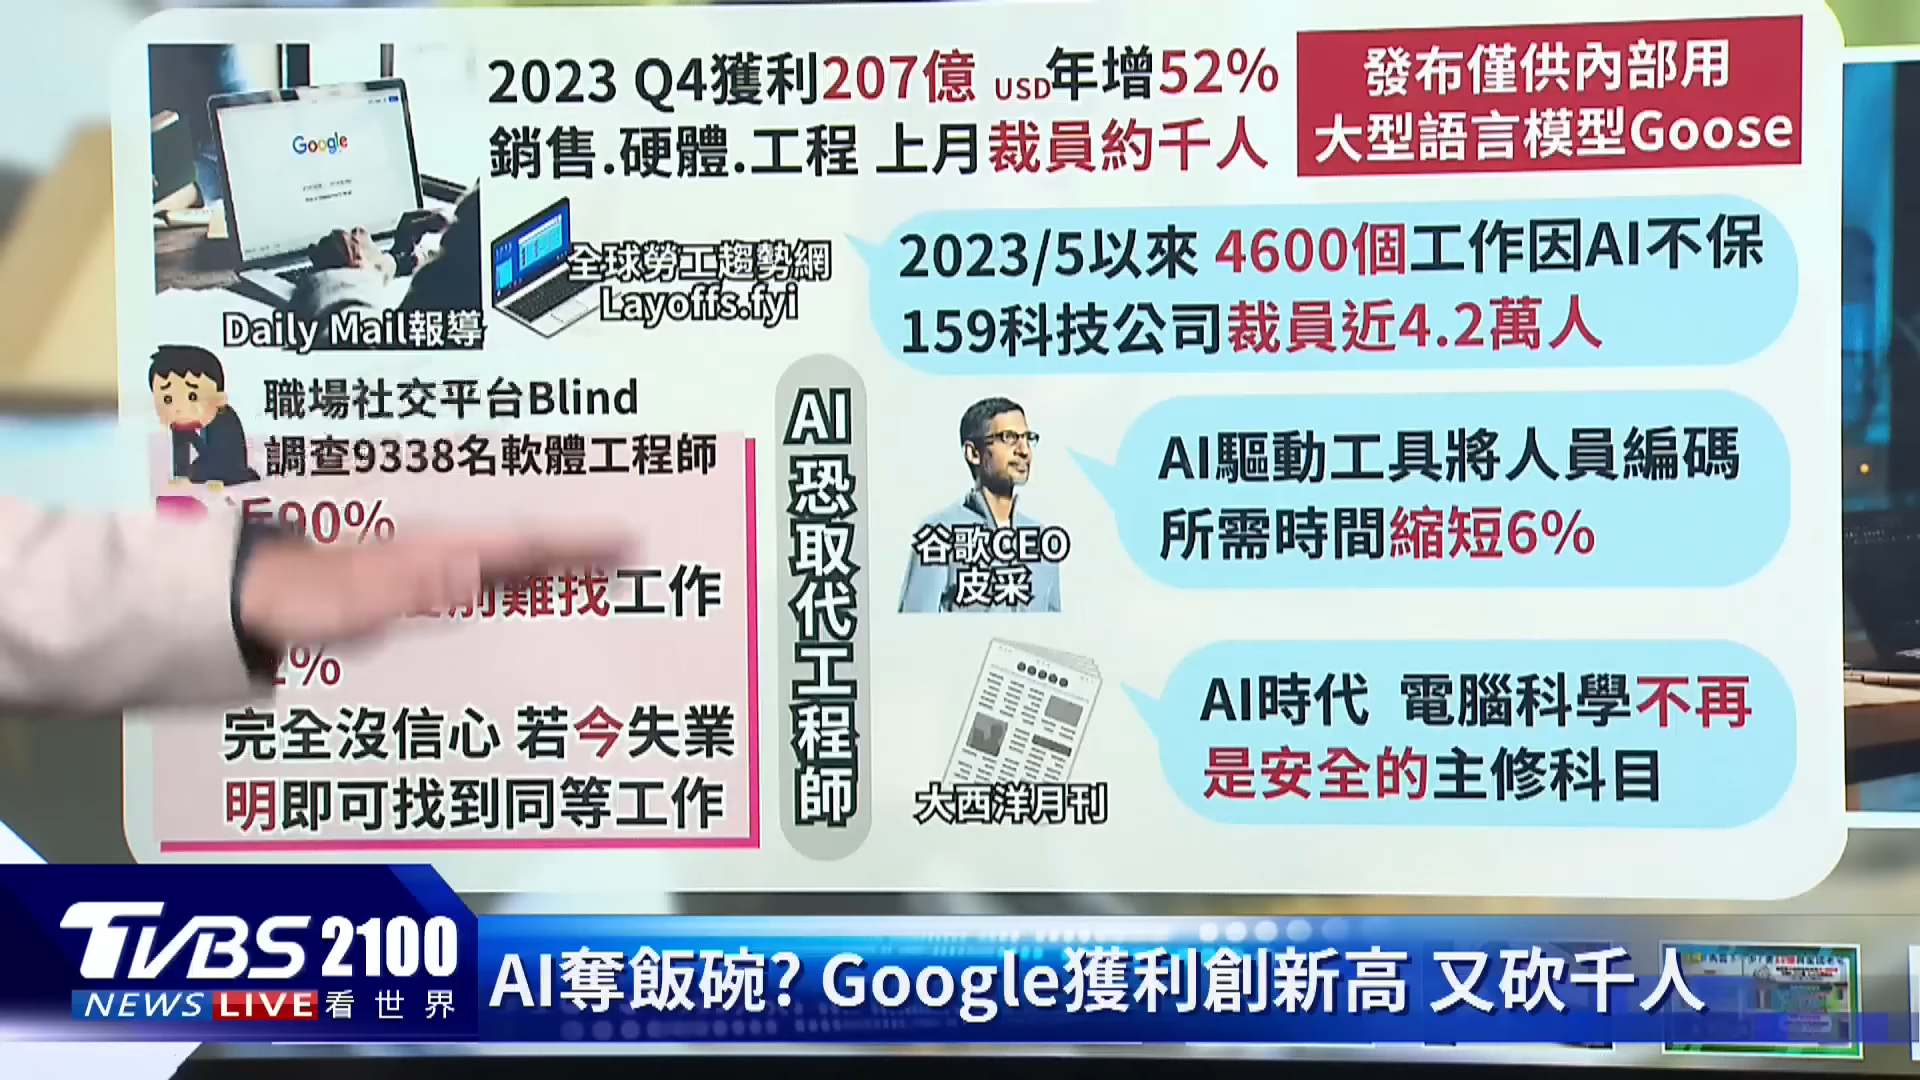 2023 Q4獲利207億 USD年增52%
銷售.硬體.工程 上月裁員約千人
發布僅供內部用
大型語言模型Goose
Google
Daily Mail報導
全球勞工趨勢網
Layoffs.fyi
2023/5以來 4600個工作因AI不保
159科技公司裁員近4.2萬人
職場社交平台Blind
調查9338名軟體工程師
近90%
難找工作
%
完全沒信心 若今失業
明即可找到同等工作
AI恐取代工程師
谷歌CEO
皮采
AI驅動工具將人員編碼
所需時間縮短6%
大西洋月刊
AI時代 電腦科學不再
是安全的主修科目
TVBS 2100
NEWS LIVE 看世界
AI奪飯碗? Google獲利創新高 又砍千人